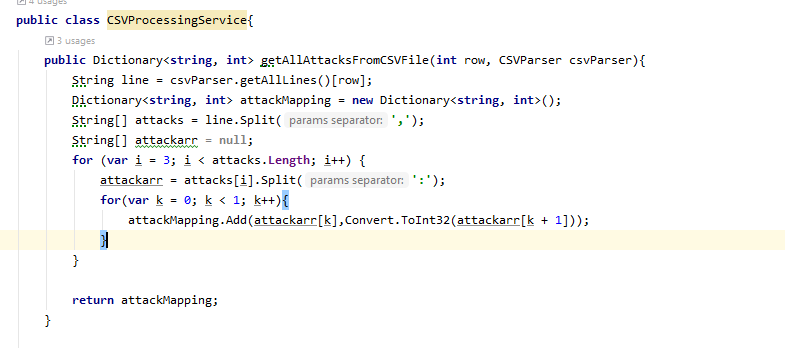 4 usages
public class CSVProcessingService{
3 usages
public Dictionary<string, int> getAllAttacksFromCSVFile(int row, CSVParser csvParser){
String line = csvParser.getAllLines()[row];
Dictionary<string, int> attackMapping = new Dictionary<string, int>();
String[] attacks = line.Split( params separator: ',');
String[] attackarr = null;
for (var i = 3; i < attacks.Length; i++) {
attackarr = attacks[i].Split( params separator: ':');
for(var k = 0; k < 1; k++){
attackMapping.Add(attackarr[k],Convert.ToInt32(attackarr[k + 1]));
}
}
return attackMapping;
}